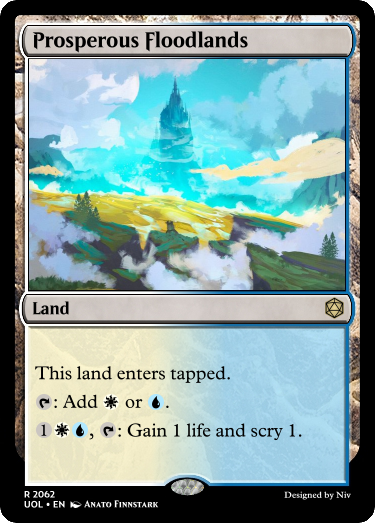 Prosperous Floodlands
Land
This land enters tapped.
: Add or .
1 , : Gain 1 life and scry 1.
R 2062
UOL • EN Anato Finnstark
Designed by Niv